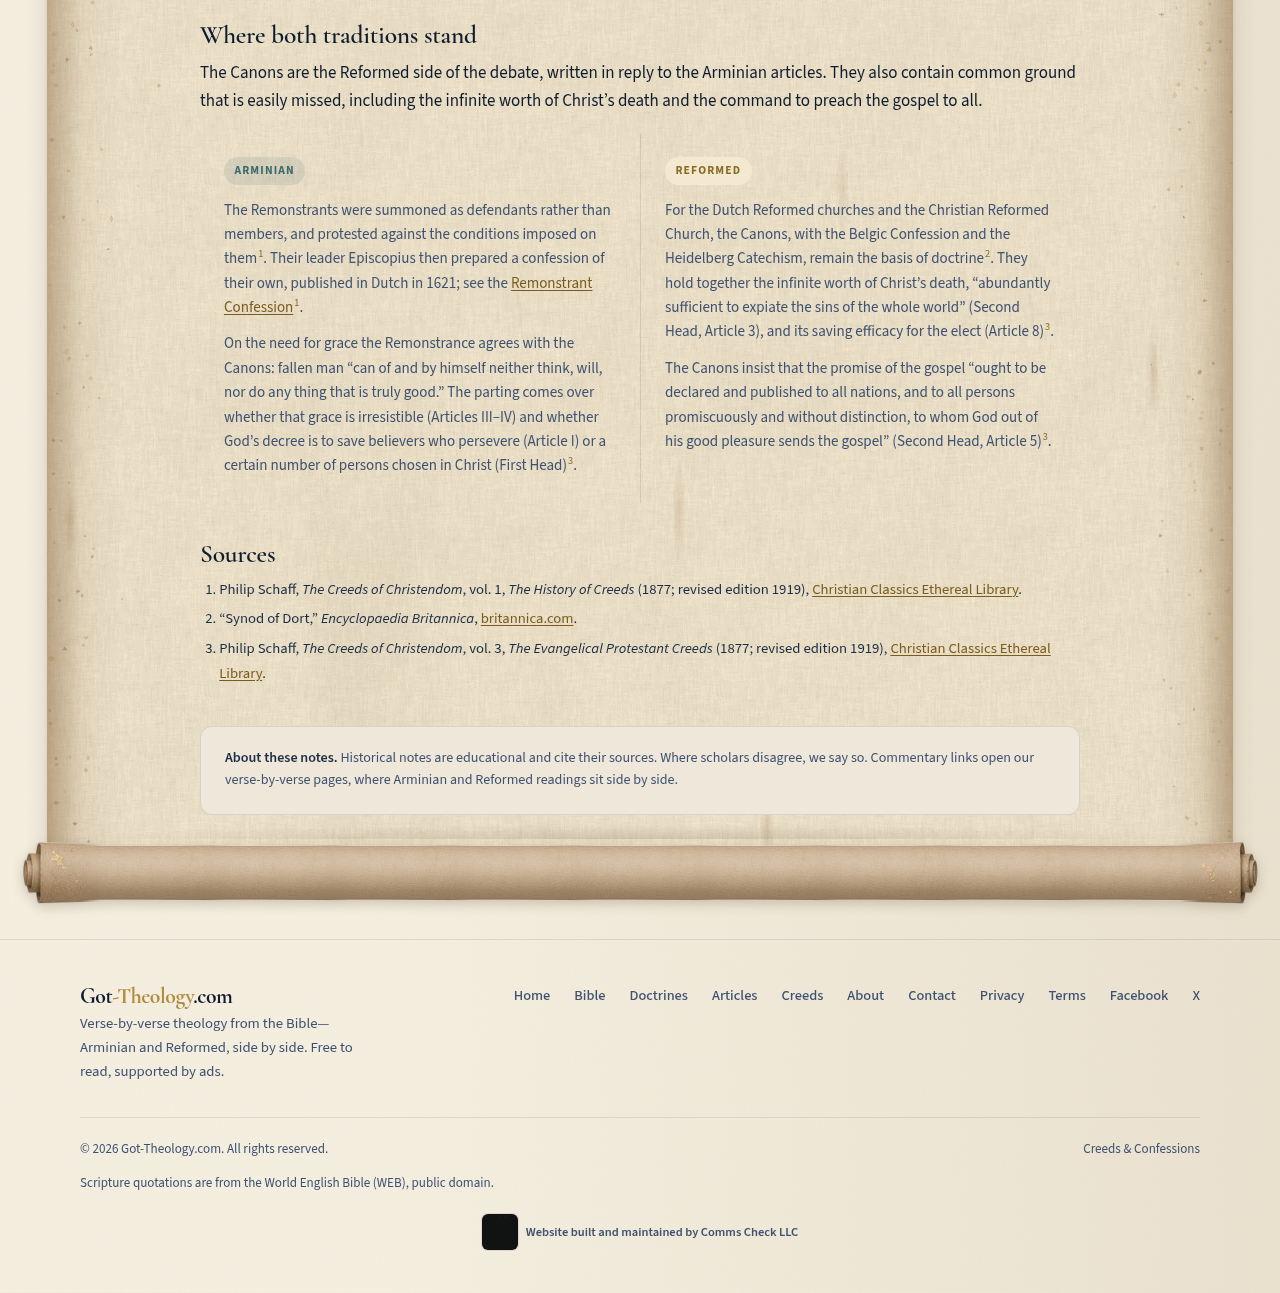 Where both traditions stand
The Canons are the Reformed side of the debate, written in reply to the Arminian articles. They also contain common ground
that is easily missed, including the infinite worth of Christ’s death and the command to preach the gospel to all.
ARMINIAN
The Remonstrants were summoned as defendants rather than
members, and protested against the conditions imposed on
them1. Their leader Episcopius then prepared a confession of
their own, published in Dutch in 1621; see the Remonstrant
Confession1.
On the need for grace the Remonstrance agrees with the
Canons: fallen man “can of and by himself neither think, will,
nor do any thing that is truly good.” The parting comes over
whether that grace is irresistible (Articles III–IV) and whether
God’s decree is to save believers who persevere (Article I) or a
certain number of persons chosen in Christ (First Head)3.
REFORMED
For the Dutch Reformed churches and the Christian Reformed
Church, the Canons, with the Belgic Confession and the
Heidelberg Catechism, remain the basis of doctrine2. They
hold together the infinite worth of Christ’s death, “abundantly
sufficient to expiate the sins of the whole world” (Second
Head, Article 3), and its saving efficacy for the elect (Article 8)3.
The Canons insist that the promise of the gospel “ought to be
declared and published to all nations, and to all persons
promiscuously and without distinction, to whom God out of
his good pleasure sends the gospel” (Second Head, Article 5)3.
Sources
1. Philip Schaff, The Creeds of Christendom, vol. 1, The History of Creeds (1877; revised edition 1919), Christian Classics Ethereal Library.
2. “Synod of Dort,” Encyclopaedia Britannica, britannica.com.
3. Philip Schaff, The Creeds of Christendom, vol. 3, The Evangelical Protestant Creeds (1877; revised edition 1919), Christian Classics Ethereal
Library.
About these notes. Historical notes are educational and cite their sources. Where scholars disagree, we say so. Commentary links open our
verse-by-verse pages, where Arminian and Reformed readings sit side by side.
Got-Theology.com
Verse-by-verse theology from the Bible—
Arminian and Reformed, side by side. Free to
read, supported by ads.
Home Bible Doctrines Articles Creeds About Contact Privacy Terms Facebook X
© 2026 Got-Theology.com. All rights reserved.
Creeds & Confessions
Scripture quotations are from the World English Bible (WEB), public domain.
Website built and maintained by Comms Check LLC